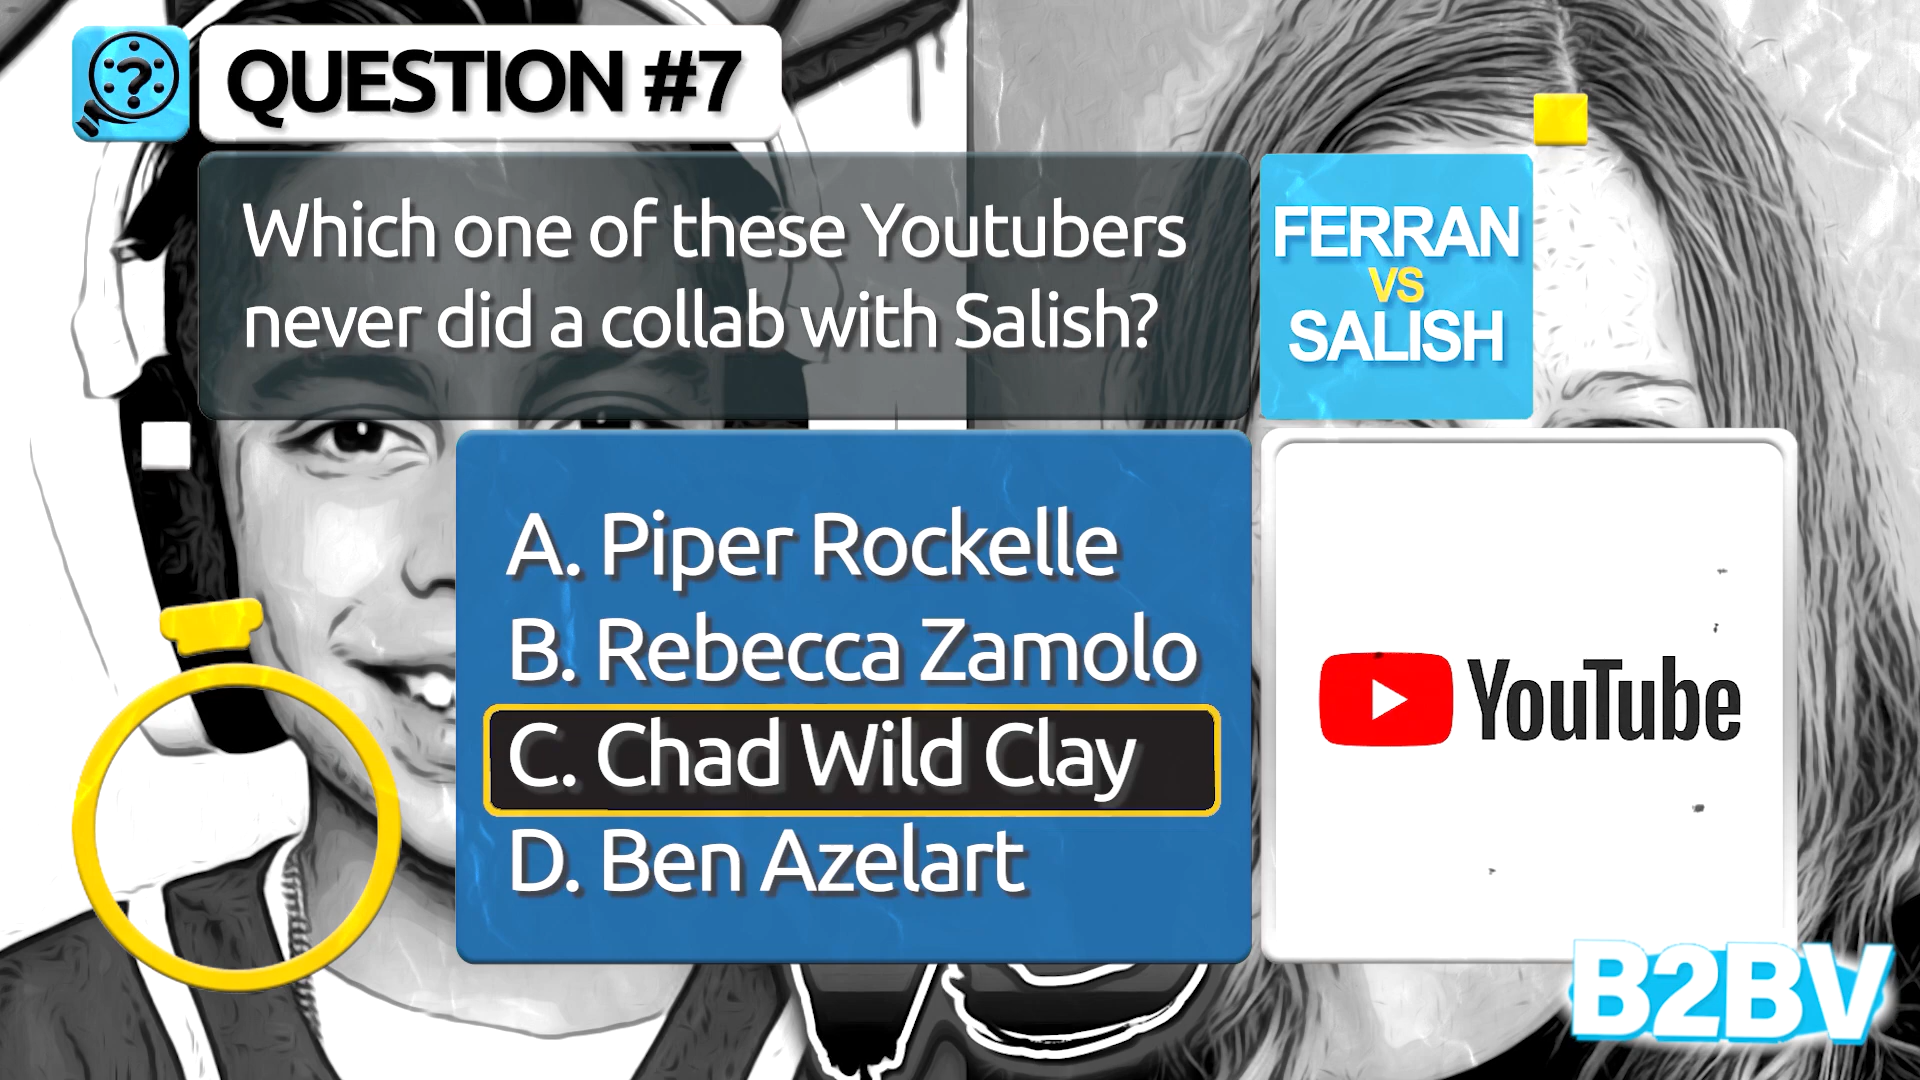 QUESTION #7
Which one of these Youtubers
never did a collab with Salish?
FERRAN
VS
SALISH
A. Piper Rockelle
B. Rebecca Zamolo
C. Chad Wild Clay
D. Ben Azelart
YouTube
B2BV